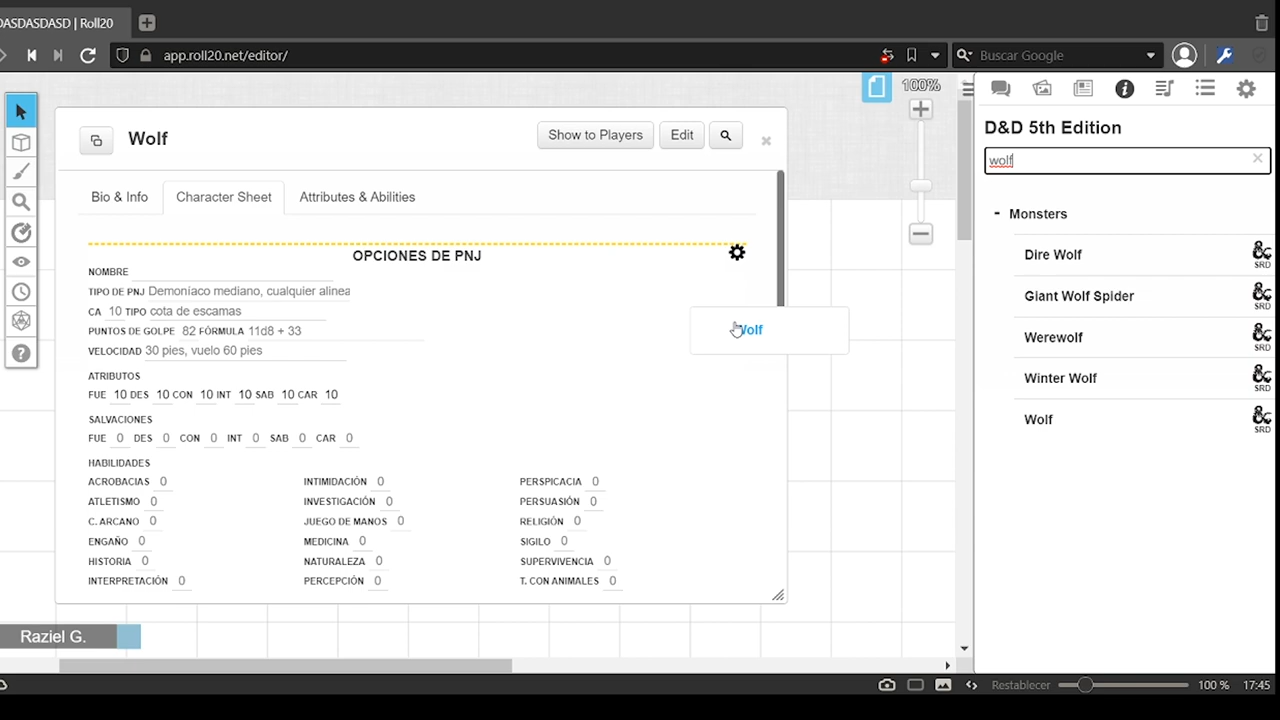 DASDASDASD | Roll20
app.roll20.net/editor/
Buscar Google
100%
Wolf
Show to Players
Edit
Bio & Info
Character Sheet
Attributes & Abilities
OPCIONES DE PNJ
NOMBRE
TIPO DE PNJ Demoníaco mediano, cualquier alinea
CA 10 TIPO cota de escamas
PUNTOS DE GOLPE 82 FÓRMULA 11d8 + 33
VELOCIDAD 30 pies, vuelo 60 pies
ATRIBUTOS
FUE 10 DES 10 CON 10 INT 10 SAB 10 CAR 10
SALVACIONES
FUE 0 DES 0 CON 0 INT 0 SAB 0 CAR 0
HABILIDADES
ACROBACIAS 0 INTIMIDACIÓN 0 PERSPICACIA 0
ATLETISMO 0 INVESTIGACIÓN 0 PERSUASIÓN 0
C. ARCANO 0 JUEGO DE MANOS 0 RELIGIÓN 0
ENGAÑO 0 MEDICINA 0 SIGILO 0
HISTORIA 0 NATURALEZA 0 SUPERVIVENCIA 0
INTERPRETACIÓN 0 PERCEPCIÓN 0 T. CON ANIMALES 0
Wolf
Raziel G.
D&D 5th Edition
wolf
- Monsters
Dire Wolf
SRD
Giant Wolf Spider
SRD
Werewolf
SRD
Winter Wolf
SRD
Wolf
SRD
Restablecer
100 %
17:45